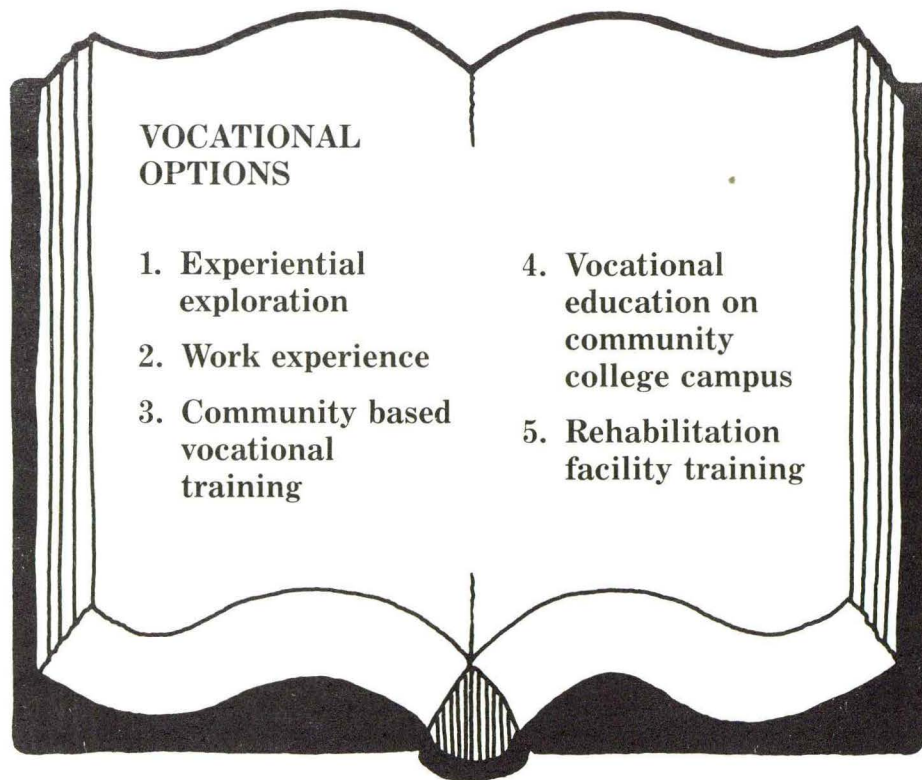 VOCATIONAL
OPTIONS
1. Experiential
exploration
2. Work experience
3. Community based
vocational
training
4. Vocational
education on
community
college campus
5. Rehabilitation
facility training